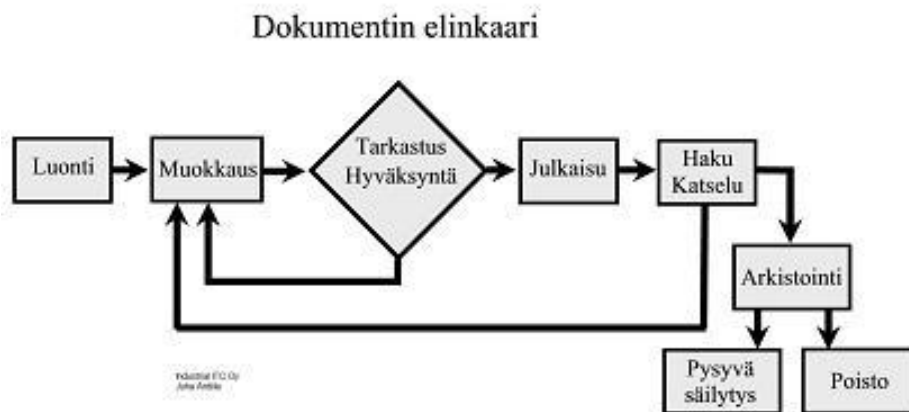 Dokumentin elinkaari
Luonti
Muokkaus
Tarkastus
Hyväksyntä
Julkaisu
Haku
Katselu
Arkistointi
Pysyvä
säilytys
Poisto